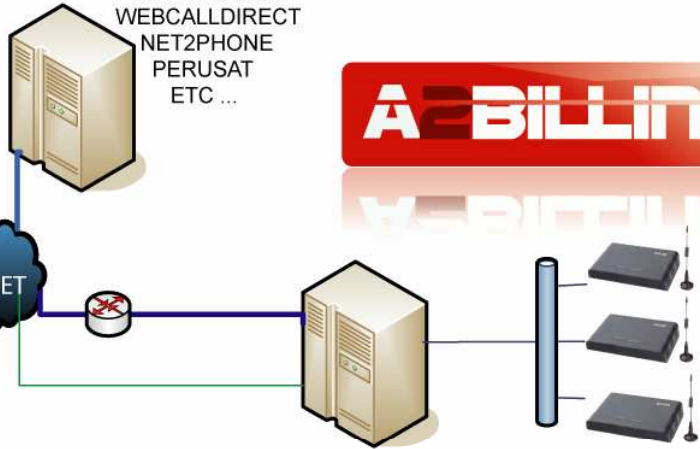 WEBCALLDIRECT
NET2PHONE
PERUSAT
ETC ...
A2BILLIN
ET